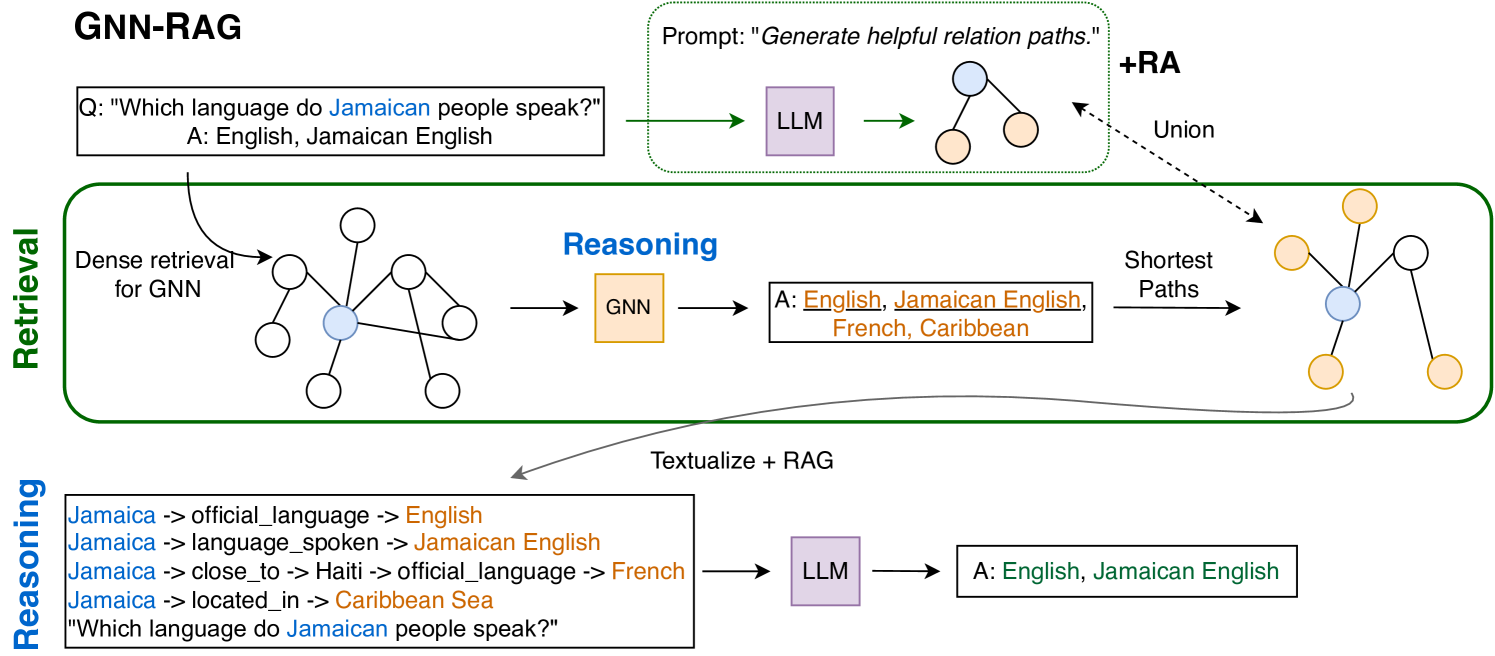 GNN-RAG
Prompt: "Generate helpful relation paths."
+RA
Q: "Which language do Jamaican people speak?"
A: English, Jamaican English
LLM
Union
Retrieval
Dense retrieval
for GNN
Reasoning
GNN
A: English, Jamaican English,
French, Caribbean
Shortest
Paths
Textualize + RAG
Reasoning
Jamaica -> official_language -> English
Jamaica -> language_spoken -> Jamaican English
Jamaica -> close_to -> Haiti -> official_language -> French
Jamaica -> located_in -> Caribbean Sea
"Which language do Jamaican people speak?"
LLM
A: English, Jamaican English